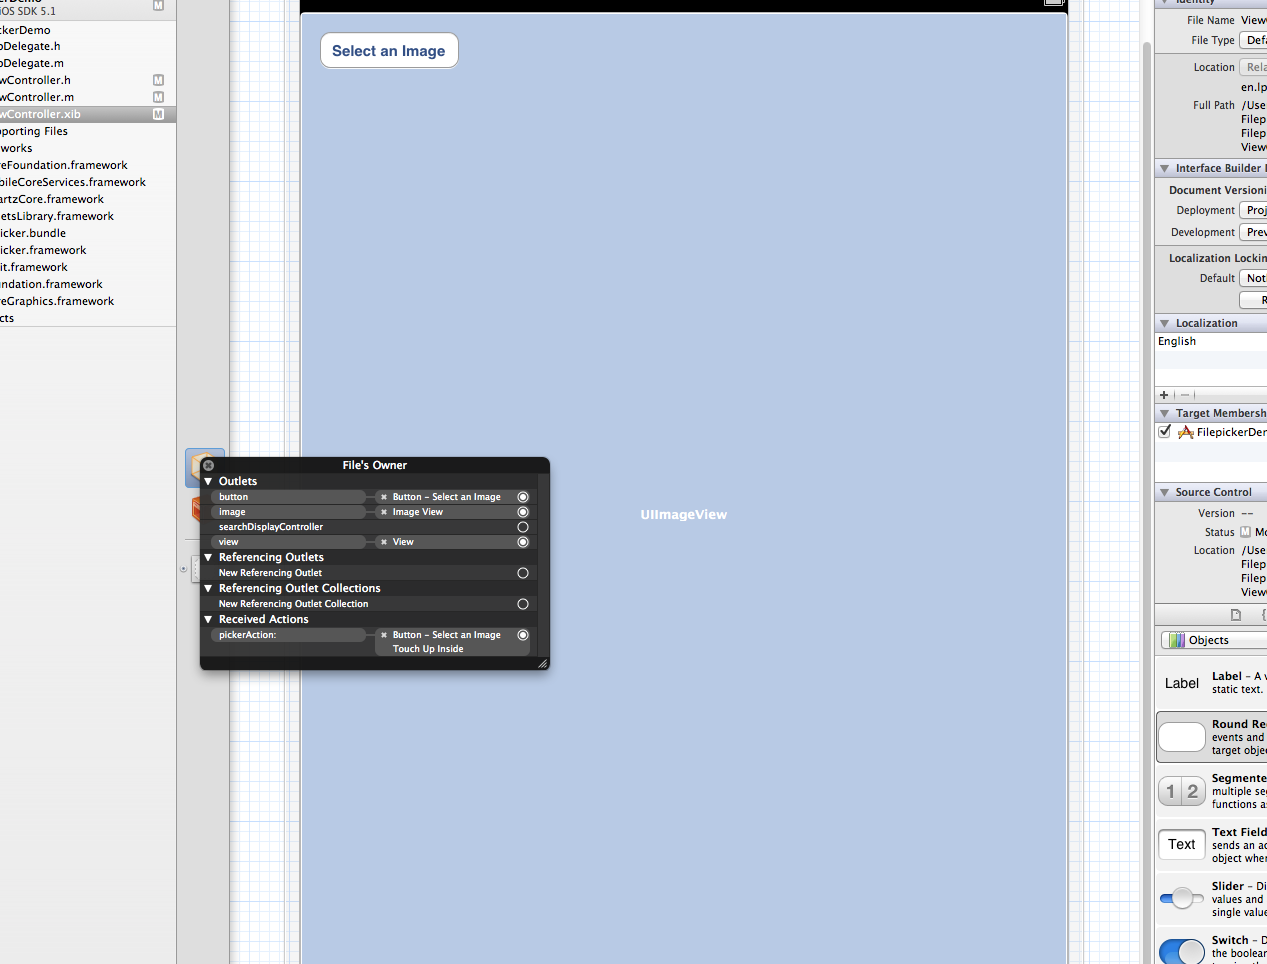 iOS SDK 5.1
M
ckerDemo
pDelegate.h
pDelegate.m
wController.h M
wController.m M
wController.xib M
porting Files
works
eFoundation.framework
bileCoreServices.framework
artzCore.framework
etsLibrary.framework
icker.bundle
icker.framework
it.framework
undation.framework
eGraphics.framework
cts
Select an Image
UIImageView
File's Owner
Outlets
button Button – Select an Image
image Image View
searchDisplayController
view View
Referencing Outlets
New Referencing Outlet
Referencing Outlet Collections
New Referencing Outlet Collection
Received Actions
pickerAction: Button – Select an Image
Touch Up Inside
Identity
File Name View
File Type Defa
Location Rela
en.lp
Full Path /Use
Filep
Filep
View
Interface Builder
Document Versioni
Deployment Proj
Development Prev
Localization Lockin
Default Not
R
Localization
English
+ −
Target Membersh
FilepickerDe
Source Control
Version --
Status M Mo
Location /Use
Filep
Filep
View
{
Objects
Label
Label – A v
static text.
Round Re
events and
target obje
1 2
Segmente
multiple se
functions a
Text
Text Field
sends an ac
object whe
Slider – Di
values and
single value
Switch – D
the boolean